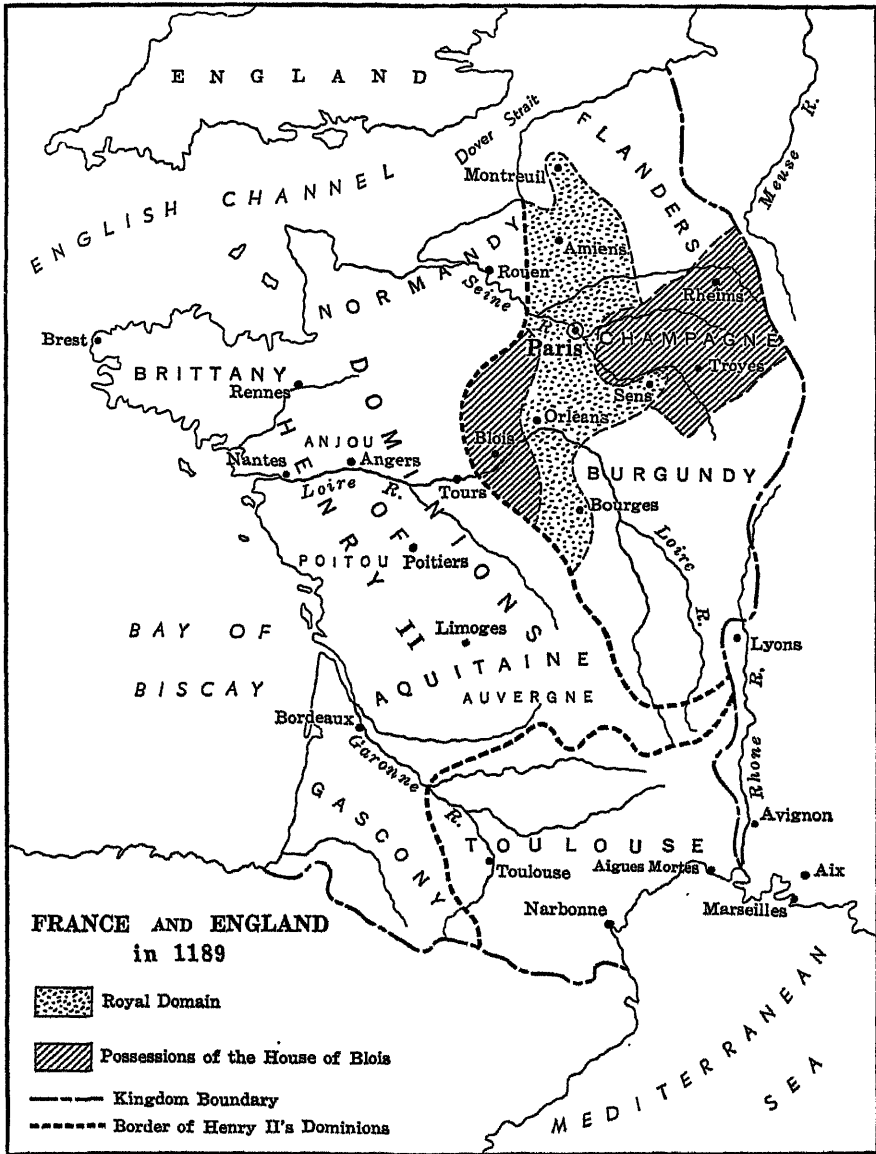 ENGLAND
Dover Strait
FLANDERS
Meuse R.
ENGLISH CHANNEL
Montreuil
Amiens
NORMANDY
Rouen
Seine R.
Rheims
Brest
Paris
CHAMPAGNE
BRITTANY
Rennes
Troyes
Sens
DOMINIONS
OF
HENRY II
Orleans
ANJOU
Blois
Nantes
Angers
Loire R.
Tours
BURGUNDY
Bourges
Loire R.
POITOU
Poitiers
BAY OF
BISCAY
Limoges
Lyons
AQUITAINE
AUVERGNE
Bordeaux
Garonne R.
Rhone R.
GASCONY
Avignon
TOULOUSE
Toulouse
Aigues Mortes
Aix
Narbonne
Marseilles
MEDITERRANEAN
SEA
FRANCE AND ENGLAND
in 1189
Royal Domain
Possessions of the House of Blois
Kingdom Boundary
Border of Henry II's Dominions